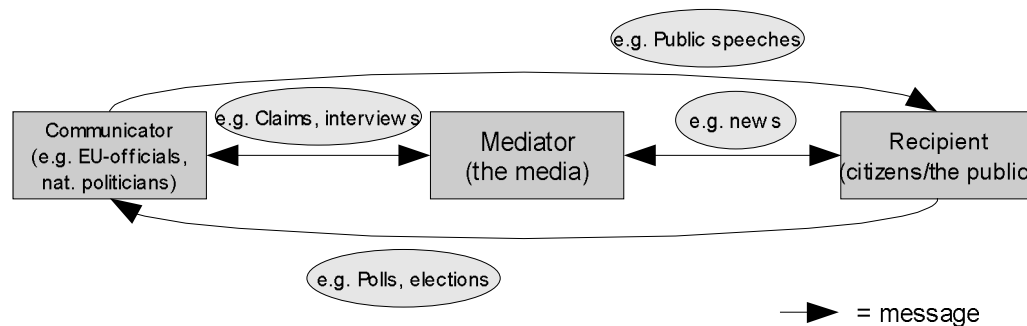 e.g. Public speeches
e.g. Claims, interviews
e.g. news
Communicator
(e.g. EU-officials,
nat. politicians)
Mediator
(the media)
Recipient
(citizens/the public
e.g. Polls, elections
= message